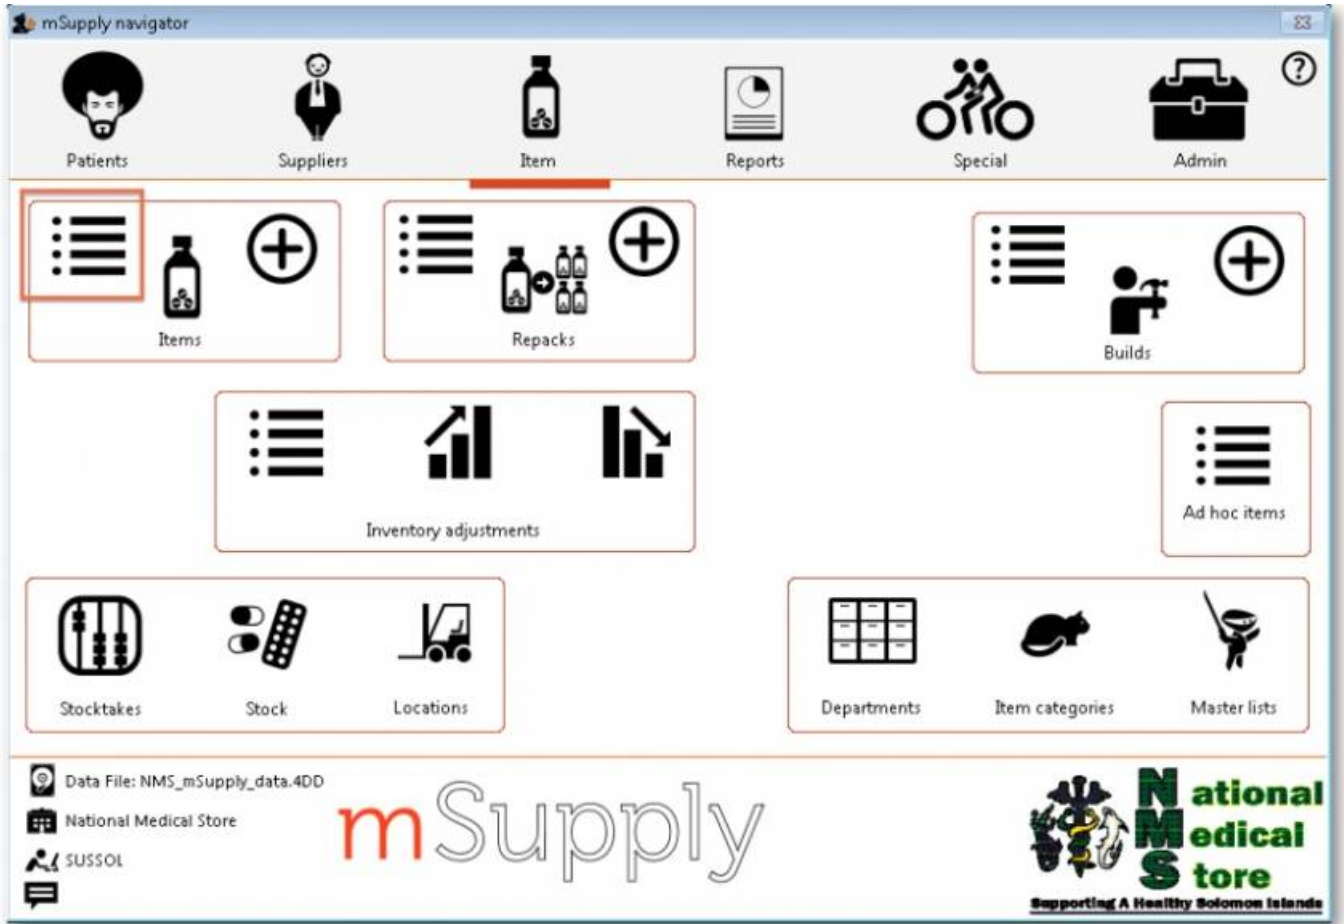 mSupply navigator
Patients
Suppliers
Item
Reports
Special
Admin
?
Items
Repacks
Builds
Inventory adjustments
Ad hoc items
Stocktakes
Stock
Locations
Departments
Item categories
Master lists
Data File: NMS_mSupply_data.4DD
National Medical Store
SUSSOL
mSupply
National
Medical
Store
Supporting A Healthy Solomon Islands